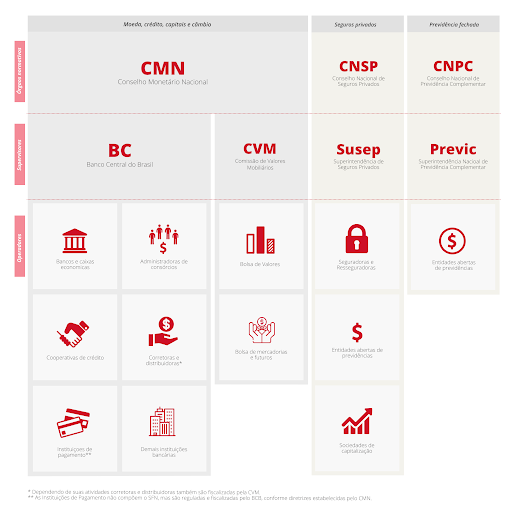 Moeda, crédito, capitais e câmbio
Seguros privados
Previdência fechada
Órgãos normativos
CMN
Conselho Monetário Nacional
CNSP
Conselho Nacional de
Seguros Privados
CNPC
Conselho Nacional de
Previdência Complementar
Supervisores
BC
Banco Central do Brasil
CVM
Comissão de Valores
Mobiliários
Susep
Superintendência de
Seguros Privados
Previc
Superintendência Nacional de
Previdência Complementar
Operadores
Bancos e caixas
econômicas
Administradoras de
consórcios
Bolsa de Valores
Seguradoras e
Resseguradoras
Entidades abertas
de previdências
Cooperativas de crédito
Corretoras e
distribuidoras*
Bolsa de mercadorias
e futuros
Entidades abertas de
previdências
Instituições de
pagamento**
Demais instituições
bancárias
Sociedades de
capitalização
* Dependendo de suas atividades corretoras e distribuidoras também são fiscalizadas pela CVM
** As Instituições de Pagamento não compõem o SFN, mas são reguladas e fiscalizadas pelo BCB, conforme diretrizes estabelecidas pelo CMN.